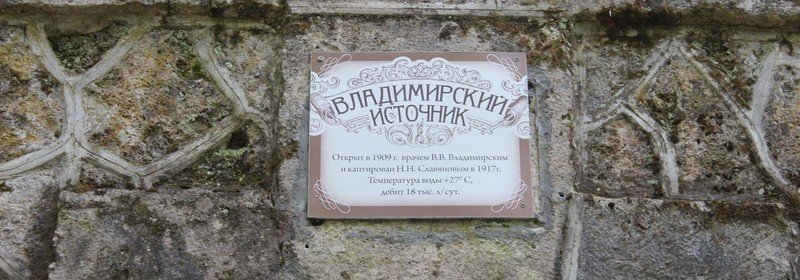 ВЛАДИМИРСКИЙ
ИСТОЧНИК
Открыт в 1909 г. врачем В.В. Владимирским
и каптирован Н.Н. Славяновым в 1917г.
Температура воды +27° С,
дебит 18 тыс. л/сут.